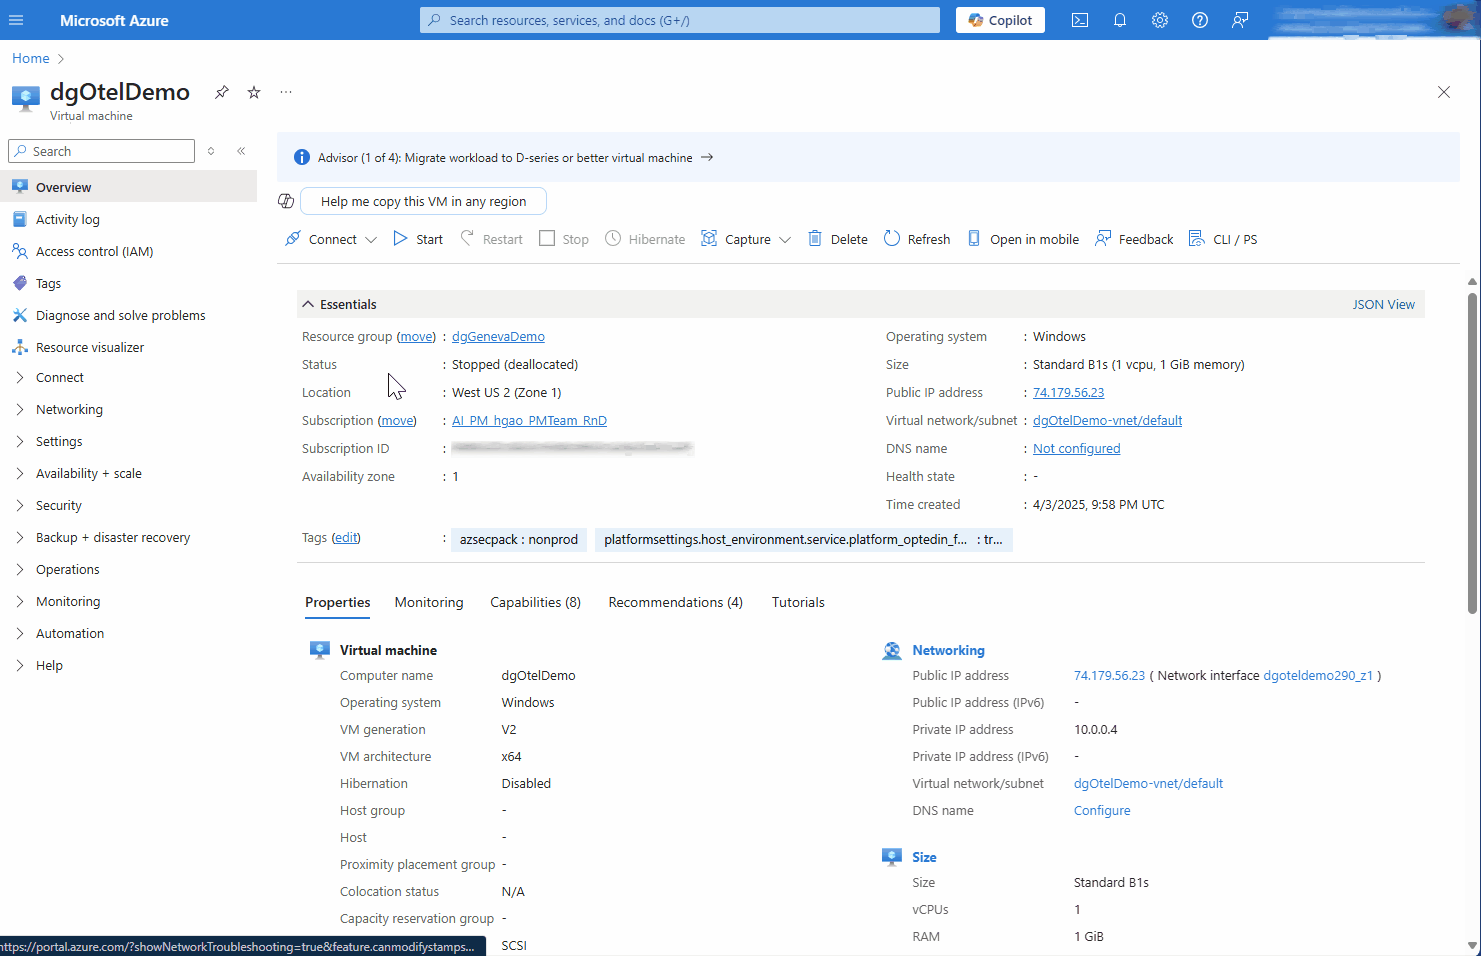 Microsoft Azure
Search resources, services, and docs (G+/)
Copilot
Home
dgOtelDemo
...
Virtual machine
Search
Overview
Activity log
Access control (IAM)
Tags
Diagnose and solve problems
Resource visualizer
Connect
Networking
Settings
Availability + scale
Security
Backup + disaster recovery
Operations
Monitoring
Automation
Help
Advisor (1 of 4): Migrate workload to D-series or better virtual machine →
Help me copy this VM in any region
Connect Start Restart Stop Hibernate Capture Delete Refresh Open in mobile Feedback CLI / PS
Essentials
JSON View
Resource group (move) : dgGenevaDemo
Status : Stopped (deallocated)
Location : West US 2 (Zone 1)
Subscription (move) : AI_PM_hgao_PMTeam_RnD
Subscription ID :
Availability zone : 1
Operating system : Windows
Size : Standard B1s (1 vcpu, 1 GiB memory)
Public IP address : 74.179.56.23
Virtual network/subnet : dgOtelDemo-vnet/default
DNS name : Not configured
Health state : -
Time created : 4/3/2025, 9:58 PM UTC
Tags (edit) : azsecpack : nonprod platformsettings.host_environment.service.platform_optedin_f... : tr...
Properties Monitoring Capabilities (8) Recommendations (4) Tutorials
Virtual machine
Computer name dgOtelDemo
Operating system Windows
VM generation V2
VM architecture x64
Hibernation Disabled
Host group -
Host -
Proximity placement group -
Colocation status N/A
Capacity reservation group -
SCSI
Networking
Public IP address 74.179.56.23 ( Network interface dgoteldemo290_z1 )
Public IP address (IPv6) -
Private IP address 10.0.0.4
Private IP address (IPv6) -
Virtual network/subnet dgOtelDemo-vnet/default
DNS name Configure
Size
Size Standard B1s
vCPUs 1
RAM 1 GiB
https://portal.azure.com/?showNetworkTroubleshooting=true&feature.canmodifystamps...